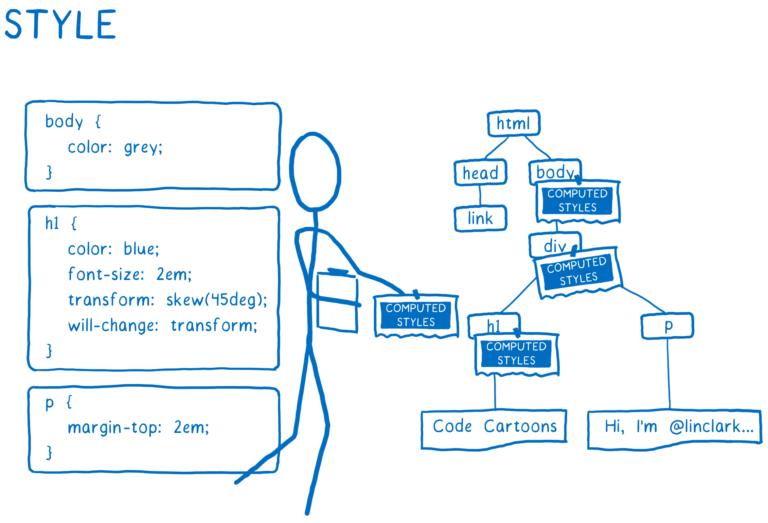 STYLE
body {
color: grey;
}
h1 {
color: blue;
font-size: 2em;
transform: skew(45deg);
will-change: transform;
}
p {
margin-top: 2em;
}
html
head
body
COMPUTED
STYLES
link
div
COMPUTED
STYLES
COMPUTED
STYLES
h1
COMPUTED
STYLES
p
Code Cartoons
Hi, I'm @linclark...